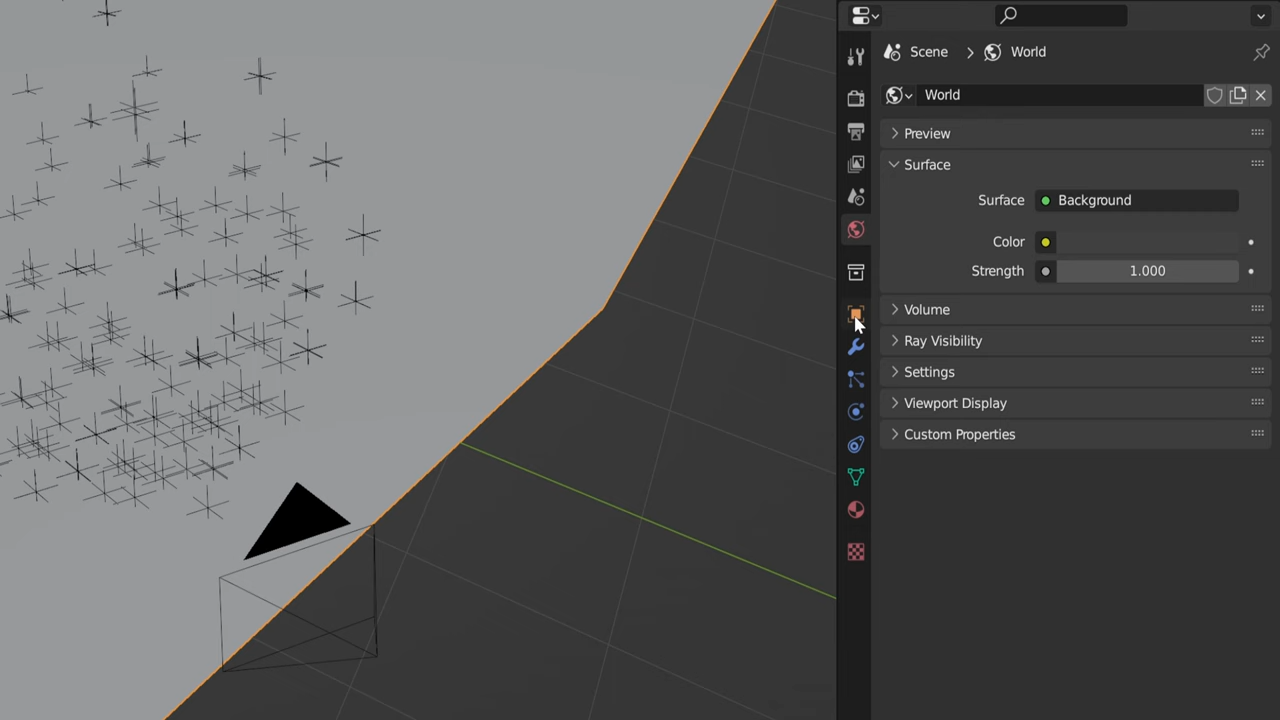 Scene > World
World
Preview
Surface
Surface Background
Color
Strength 1.000
Volume
Ray Visibility
Settings
Viewport Display
Custom Properties